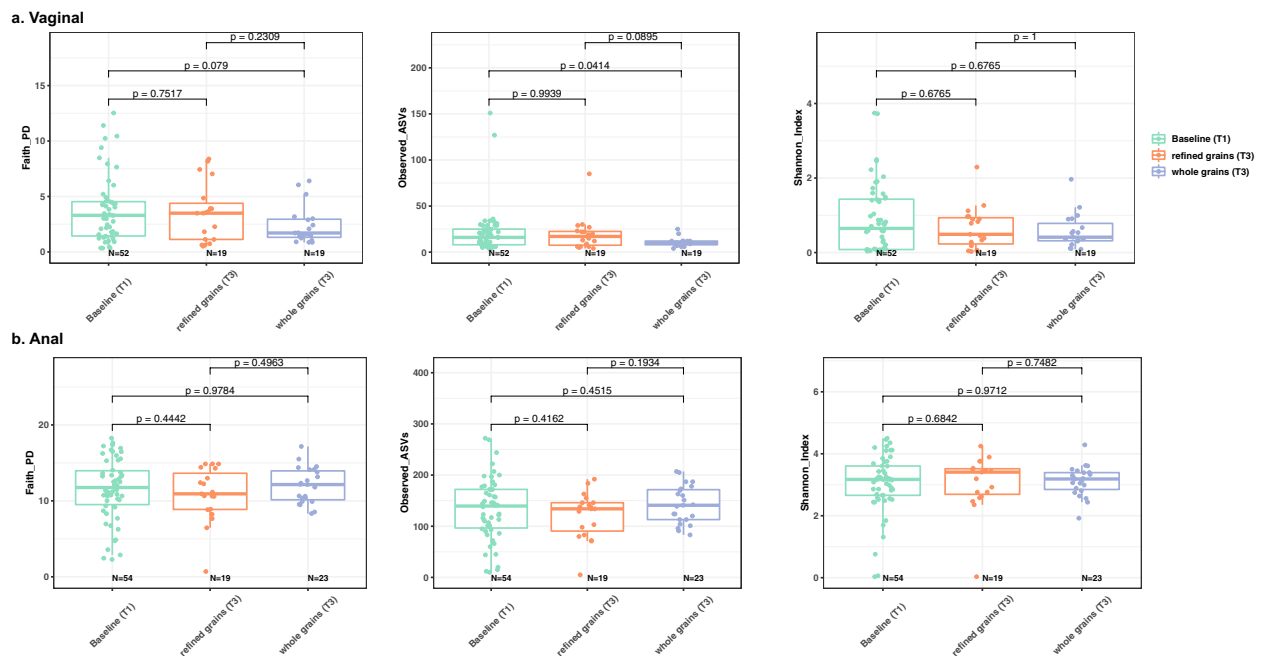 a. Vaginal
p = 0.2309
p = 0.079
p = 0.7517
Faith_PD
15
10
5
0
N=52
N=19
N=19
Baseline (T1)
refined grains (T3)
whole grains (T3)
p = 0.0895
p = 0.0414
p = 0.9939
Observed_ASVs
200
150
100
50
0
N=52
N=19
N=19
Baseline (T1)
refined grains (T3)
whole grains (T3)
p = 1
p = 0.6765
p = 0.6765
Shannon_Index
4
2
0
N=52
N=19
N=19
Baseline (T1)
refined grains (T3)
whole grains (T3)
Baseline (T1)
refined grains (T3)
whole grains (T3)
b. Anal
p = 0.4963
p = 0.9784
p = 0.4442
Faith_PD
20
10
0
N=54
N=19
N=23
Baseline (T1)
refined grains (T3)
whole grains (T3)
p = 0.1934
p = 0.4515
p = 0.4162
Observed_ASVs
400
300
200
100
0
N=54
N=19
N=23
Baseline (T1)
refined grains (T3)
whole grains (T3)
p = 0.7482
p = 0.9712
p = 0.6842
Shannon_Index
6
4
2
0
N=54
N=19
N=23
Baseline (T1)
refined grains (T3)
whole grains (T3)